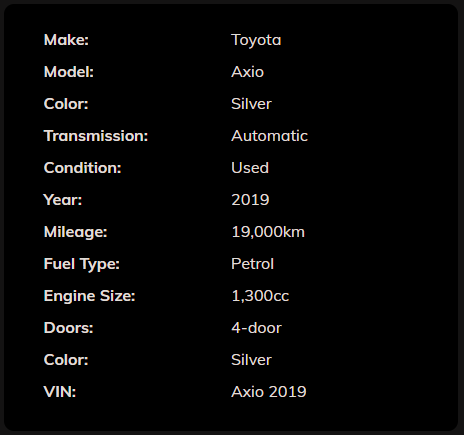 Make: Toyota
Model: Axio
Color: Silver
Transmission: Automatic
Condition: Used
Year: 2019
Mileage: 19,000km
Fuel Type: Petrol
Engine Size: 1,300cc
Doors: 4-door
Color: Silver
VIN: Axio 2019